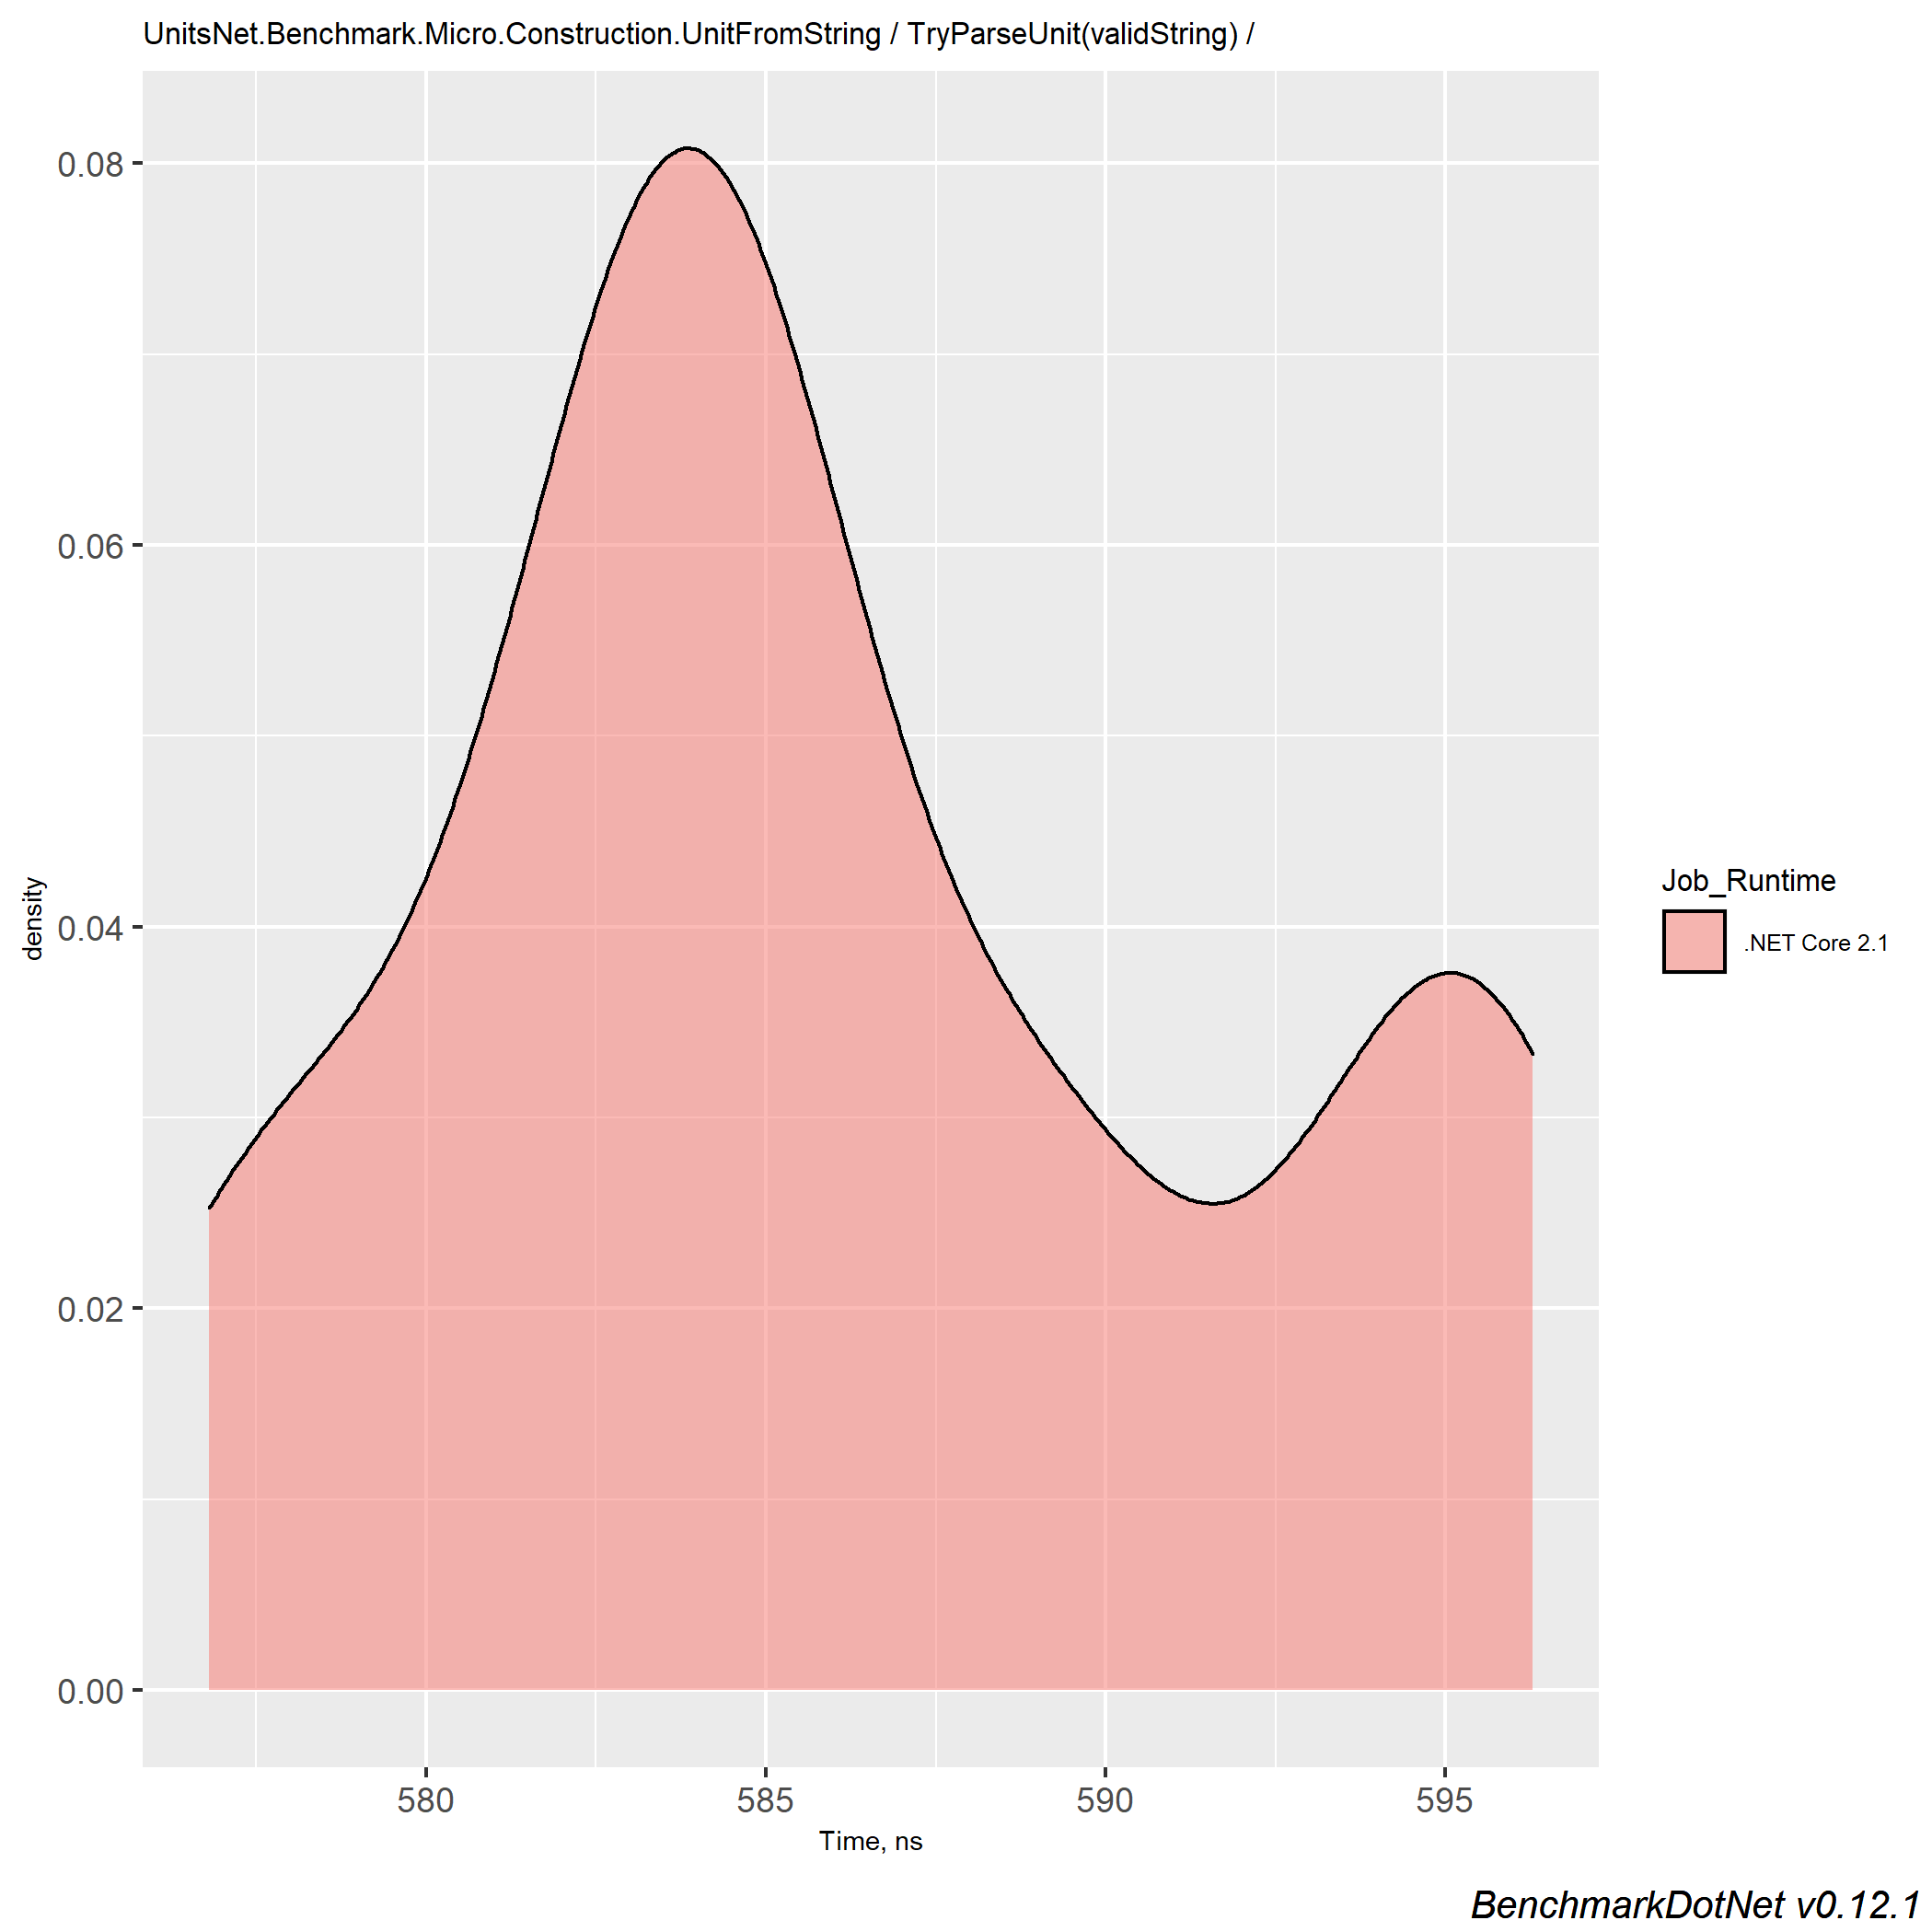 UnitsNet.Benchmark.Micro.Construction.UnitFromString / TryParseUnit(validString) /
0.08
0.06
0.04
0.02
0.00
density
580 585 590 595
Time, ns
Job_Runtime
.NET Core 2.1
BenchmarkDotNet v0.12.1